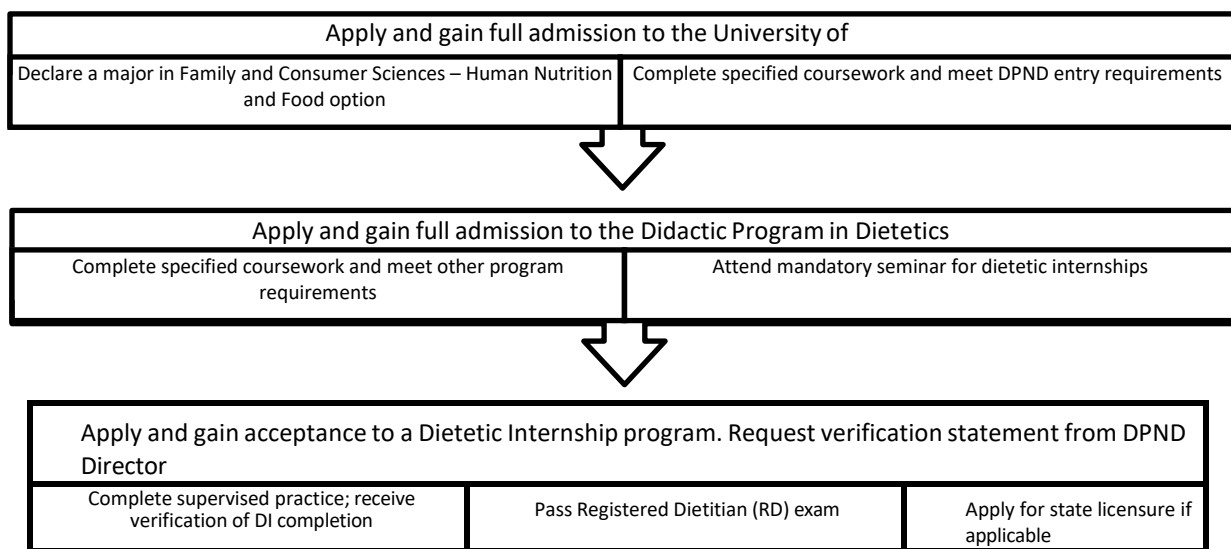 Apply and gain full admission to the University of
Declare a major in Family and Consumer Sciences – Human Nutrition
and Food option
Complete specified coursework and meet DPND entry requirements
Apply and gain full admission to the Didactic Program in Dietetics
Complete specified coursework and meet other program
requirements
Attend mandatory seminar for dietetic internships
Apply and gain acceptance to a Dietetic Internship program. Request verification statement from DPND
Director
Complete supervised practice; receive
verification of DI completion
Pass Registered Dietitian (RD) exam
Apply for state licensure if
applicable